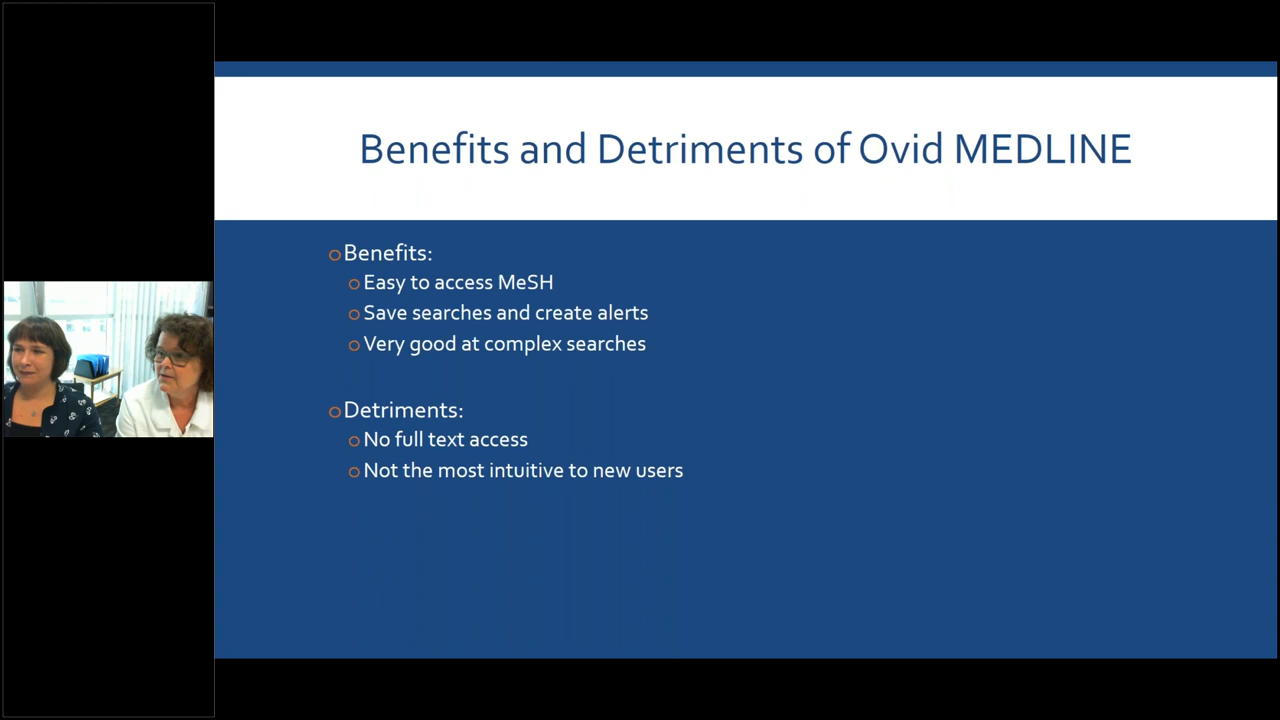 Benefits and Detriments of Ovid MEDLINE
Benefits:
Easy to access MeSH
Save searches and create alerts
Very good at complex searches
Detriments:
No full text access
Not the most intuitive to new users